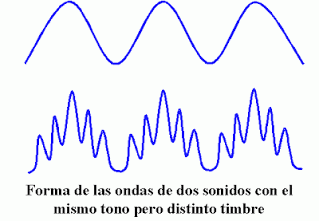 Forma de las ondas de dos sonidos con el
mismo tono pero distinto timbre